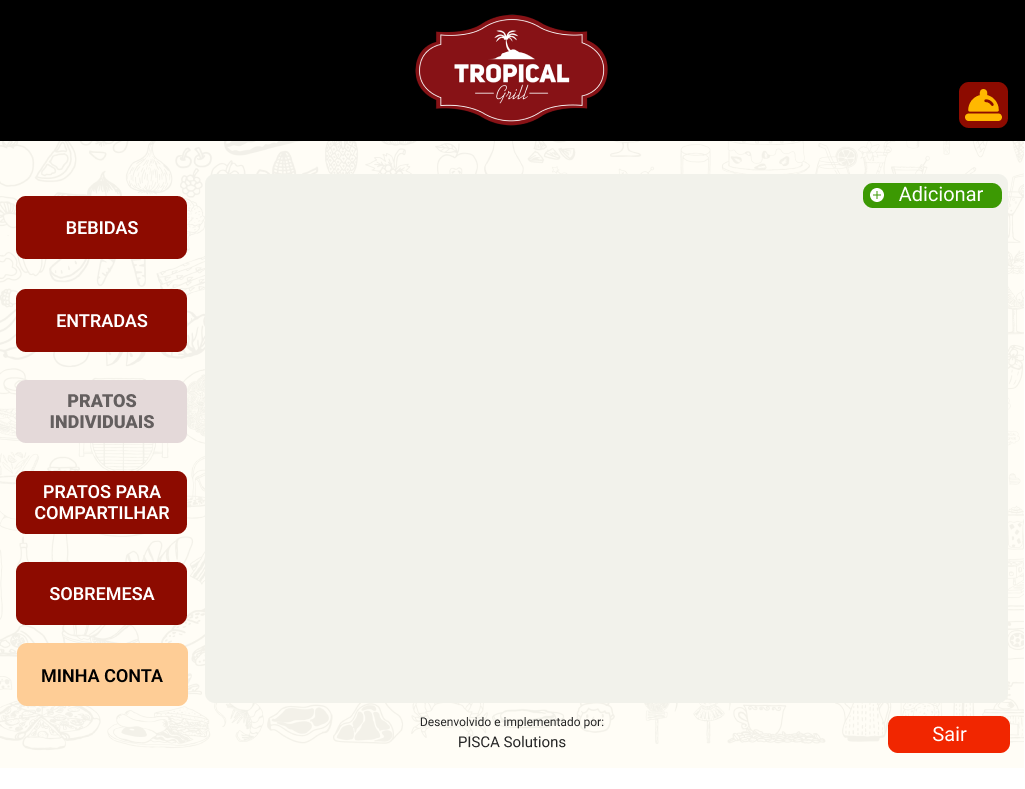 TROPICAL
Grill
Adicionar
BEBIDAS
ENTRADAS
PRATOS
INDIVIDUAIS
PRATOS PARA
COMPARTILHAR
SOBREMESA
MINHA CONTA
Desenvolvido e implementado por:
PISCA Solutions
Sair